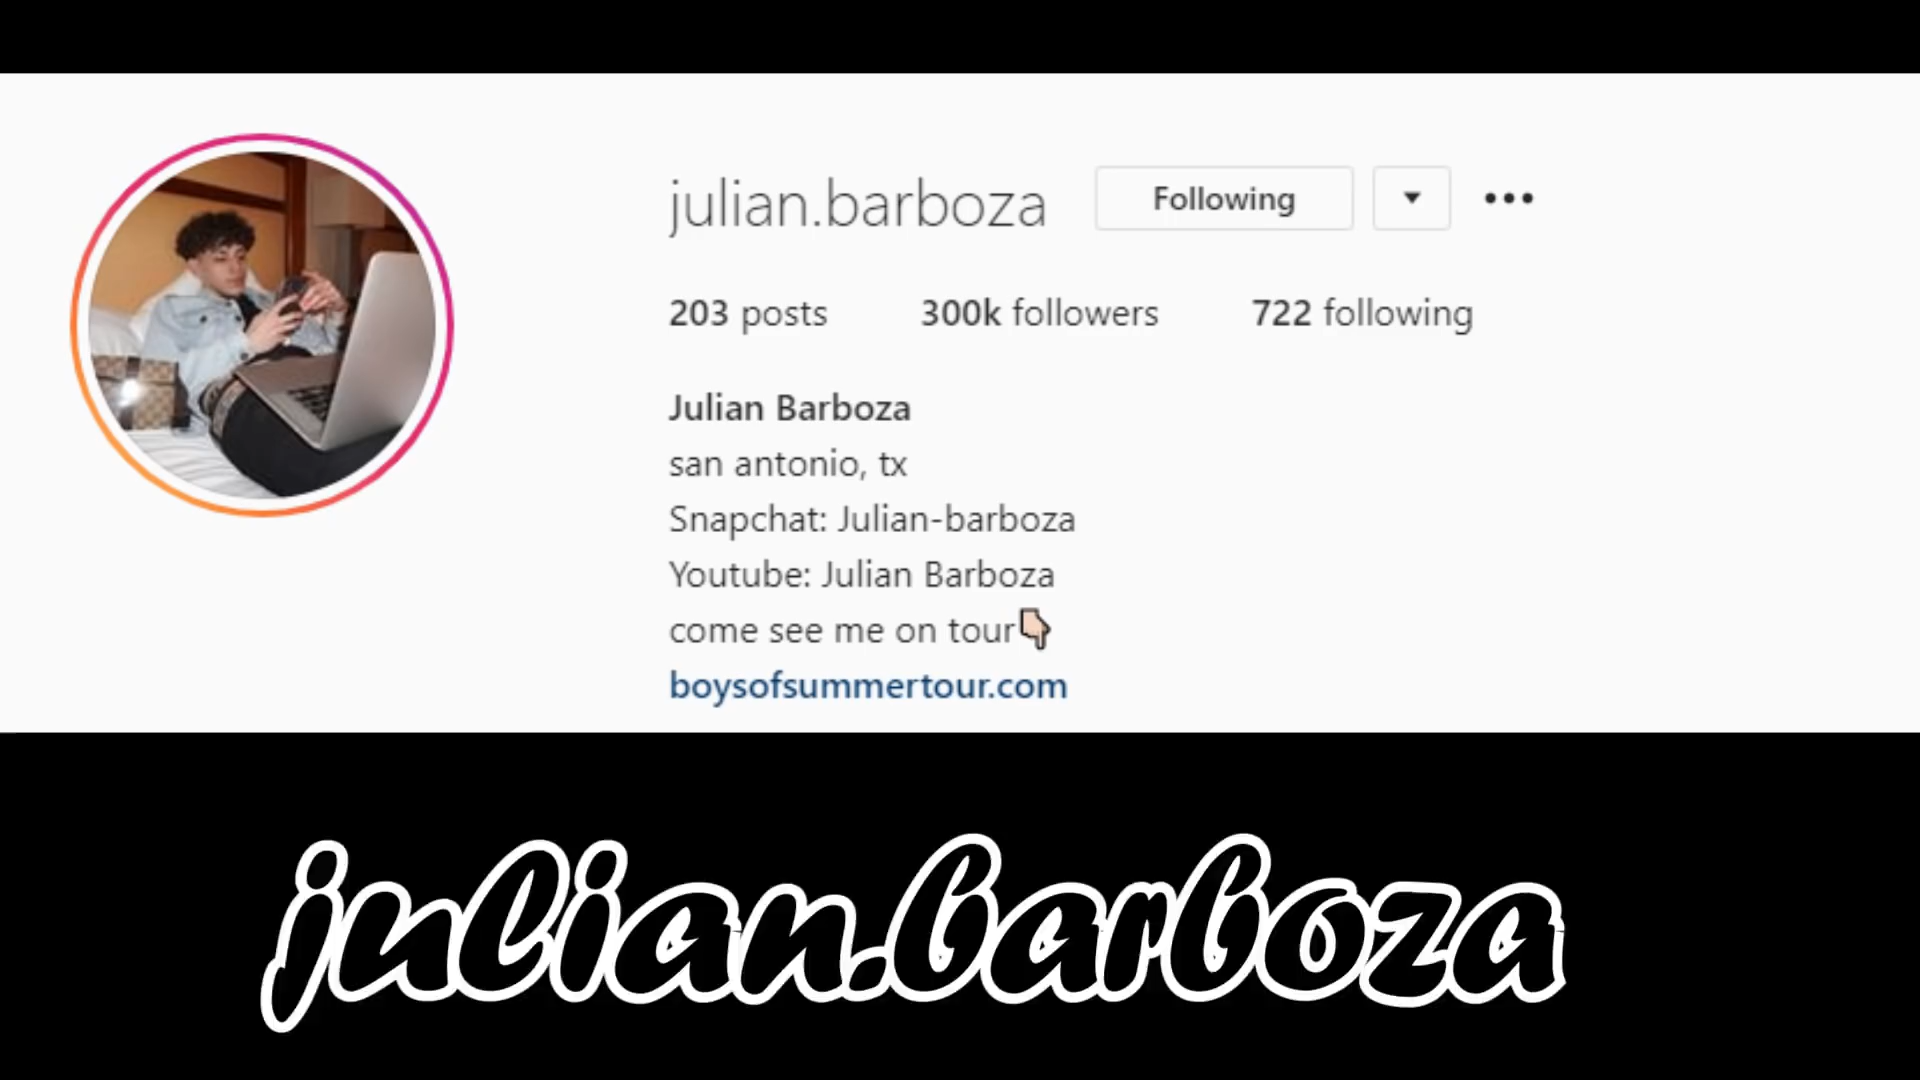 julian.barboza Following
203 posts 300k followers 722 following
Julian Barboza
san antonio, tx
Snapchat: Julian-barboza
Youtube: Julian Barboza
come see me on tour👇🏻
boysofsummertour.com
julian.barboza